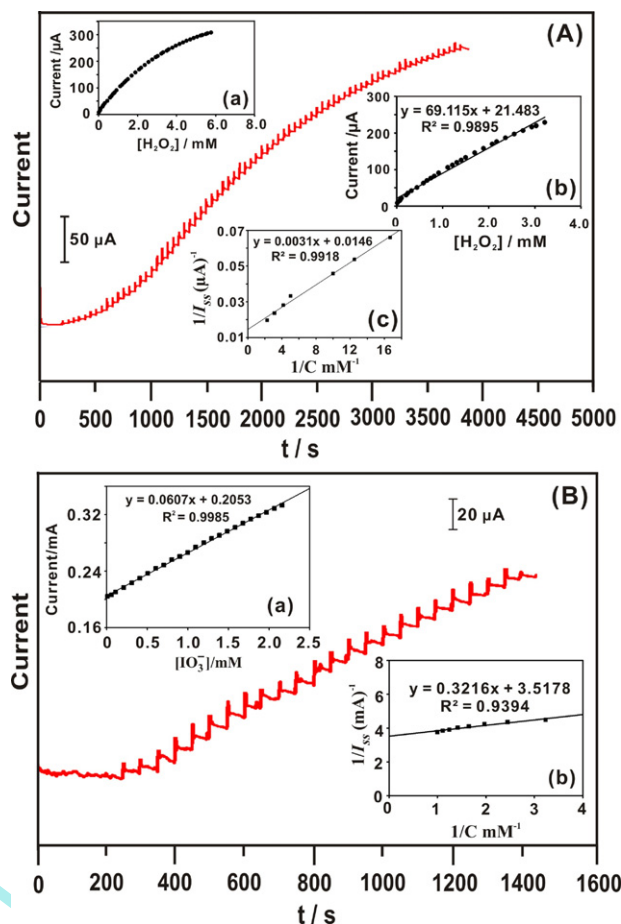 (A)
300
200
100
0
Current /µA
(a)
0.0 2.0 4.0 6.0 8.0
[H₂O₂] / mM
300
200
100
0
Current /µA
y = 69.115x + 21.483
R² = 0.9895
(b)
0.0 1.0 2.0 3.0 4.0
[H₂O₂] / mM
Current
50 µA
0.07
0.05
0.03
0.01
1/Iss (µA)⁻¹
y = 0.0031x + 0.0146
R² = 0.9918
(c)
0 4 8 12 16
1/C mM⁻¹
0 500 1000 1500 2000 2500 3000 3500 4000 4500 5000
t / s
(B)
0.32
0.24
0.16
Current/mA
y = 0.0607x + 0.2053
R² = 0.9985
(a)
0.0 0.5 1.0 1.5 2.0 2.5
[IO₃⁻]/mM
20 µA
Current
8
6
4
2
0
1/Iss (mA)⁻¹
y = 0.3216x + 3.5178
R² = 0.9394
(b)
0 1 2 3 4
1/C mM⁻¹
0 200 400 600 800 1000 1200 1400 1600
t / s